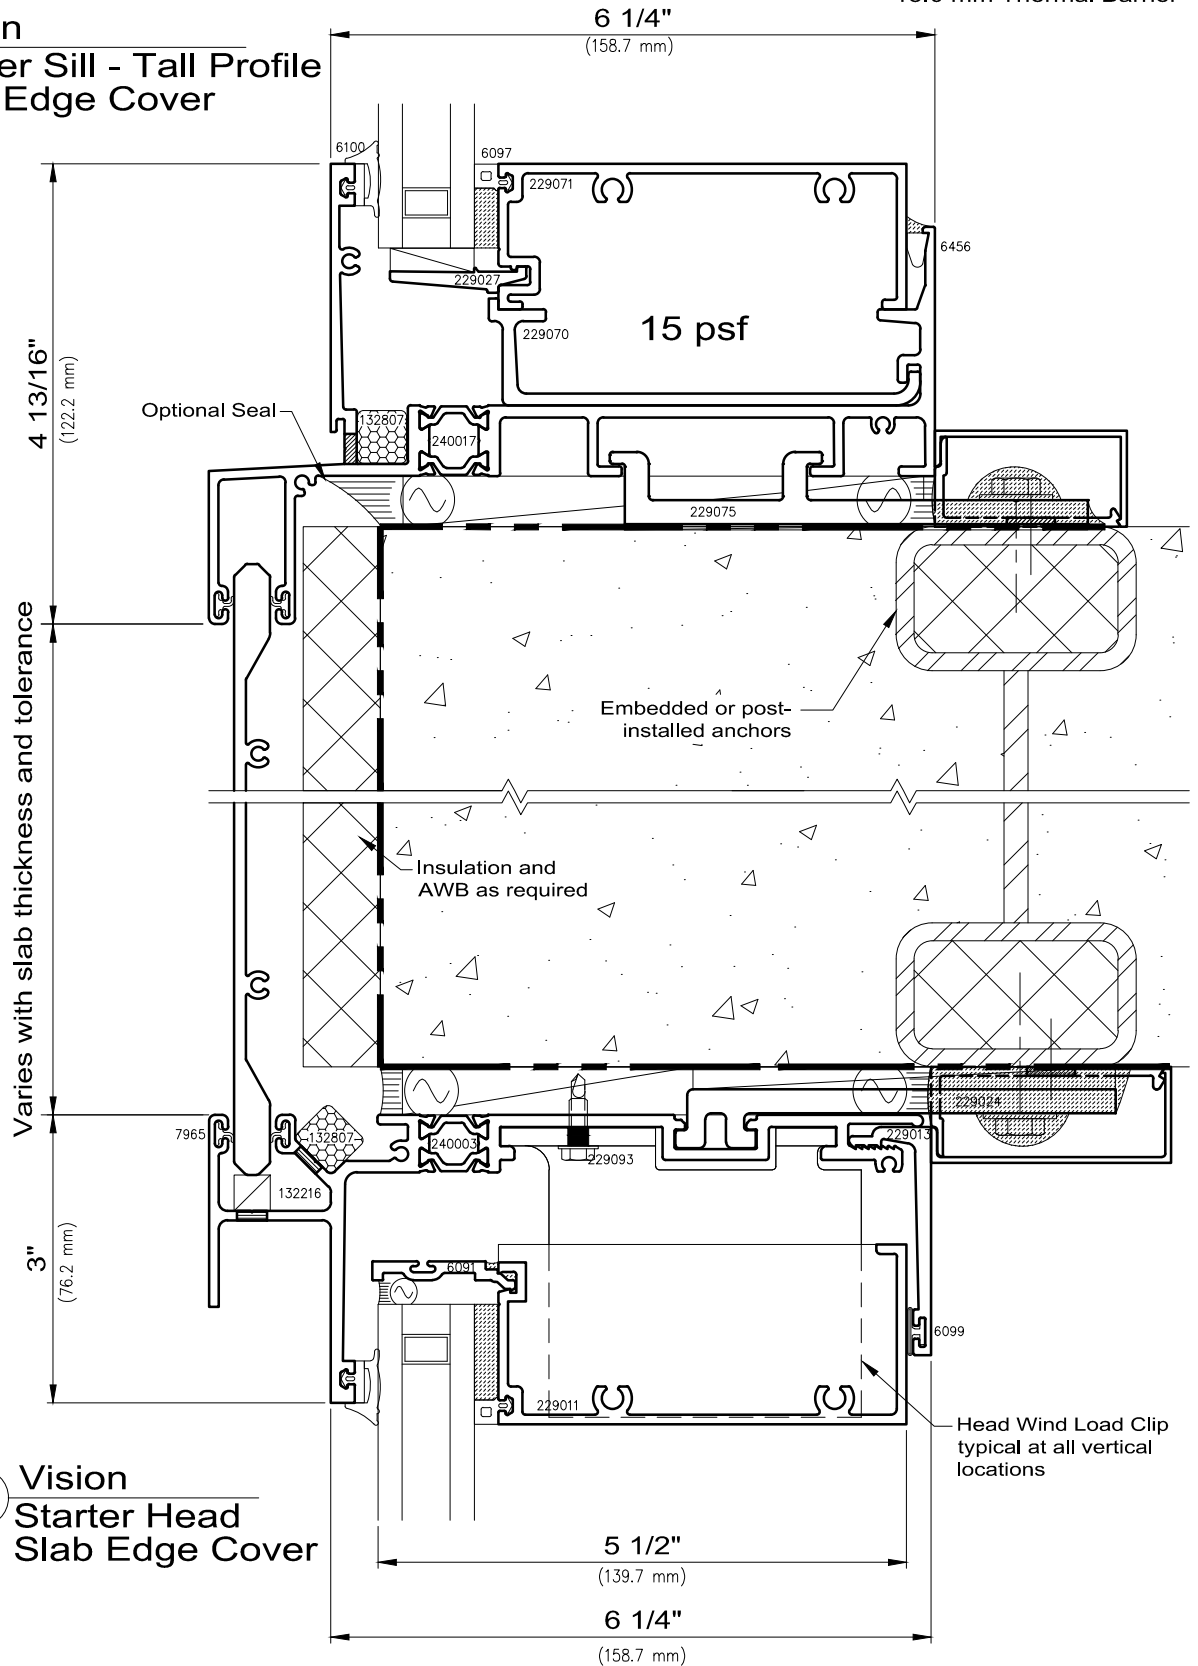 6 1/4"
(158.7 mm)
er Sill - Tall Profile
Edge Cover
6100
6097
229071
6456
229027
229070
15 psf
4 13/16"
(122.2 mm)
Optional Seal
132807
240017
229075
Varies with slab thickness and tolerance
Embedded or post-
installed anchors
Insulation and
AWB as required
229024
7965
132807
240003
229093
229013
132216
3"
(76.2 mm)
6091
6099
229011
Head Wind Load Clip
typical at all vertical
locations
Vision
Starter Head
Slab Edge Cover
5 1/2"
(139.7 mm)
6 1/4"
(158.7 mm)